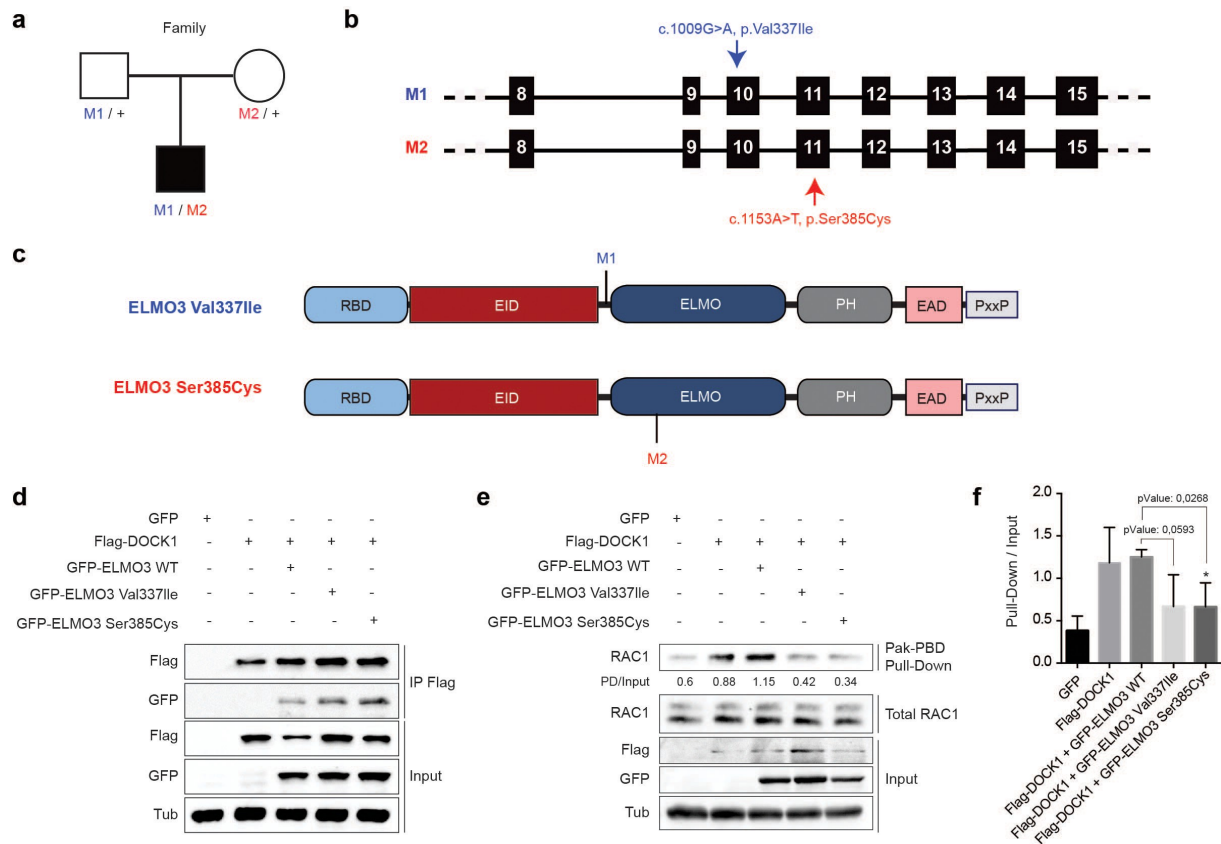 a
Family
M1 / +
M2 / +
M1 / M2
b
c.1009G>A, p.Val337Ile
M1
8 9 10 11 12 13 14 15
M2
8 9 10 11 12 13 14 15
c.1153A>T, p.Ser385Cys
c
M1
ELMO3 Val337Ile
RBD EID ELMO PH EAD PxxP
ELMO3 Ser385Cys
RBD EID ELMO PH EAD PxxP
M2
d
GFP + - - - -
Flag-DOCK1 - + + + +
GFP-ELMO3 WT - - + - -
GFP-ELMO3 Val337Ile - - - + -
GFP-ELMO3 Ser385Cys - - - - +
Flag
GFP
IP Flag
Flag
GFP
Tub
Input
e
GFP + - - - -
Flag-DOCK1 - + + + +
GFP-ELMO3 WT - - + - -
GFP-ELMO3 Val337Ile - - - + -
GFP-ELMO3 Ser385Cys - - - - +
RAC1
Pak-PBD
Pull-Down
PD/Input 0.6 0.88 1.15 0.42 0.34
RAC1
Total RAC1
Flag
GFP
Tub
Input
f
Pull-Down / Input
2.0
1.5
1.0
0.5
0.0
pValue: 0,0268
pValue: 0,0593
*
GFP
Flag-DOCK1
Flag-DOCK1 + GFP-ELMO3 WT
Flag-DOCK1 + GFP-ELMO3 Val337Ile
Flag-DOCK1 + GFP-ELMO3 Ser385Cys